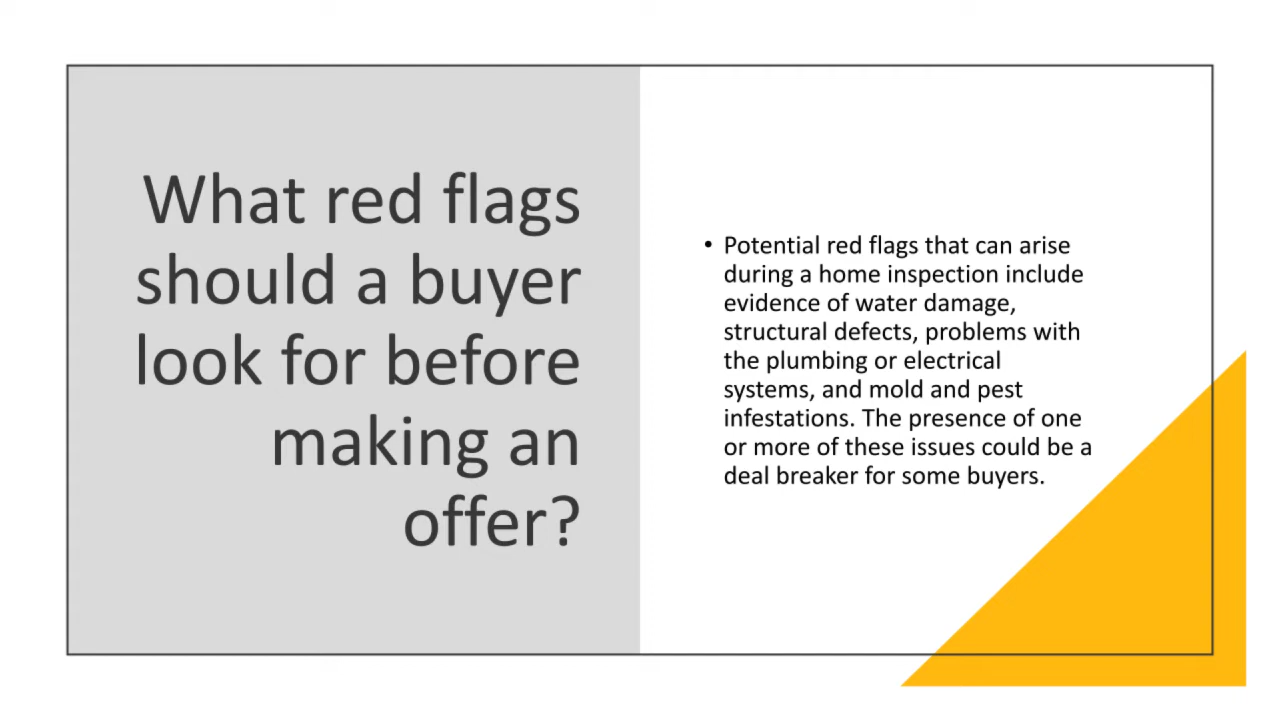 What red flags
should a buyer
look for before
making an
offer?
• Potential red flags that can arise
during a home inspection include
evidence of water damage,
structural defects, problems with
the plumbing or electrical
systems, and mold and pest
infestations. The presence of one
or more of these issues could be a
deal breaker for some buyers.